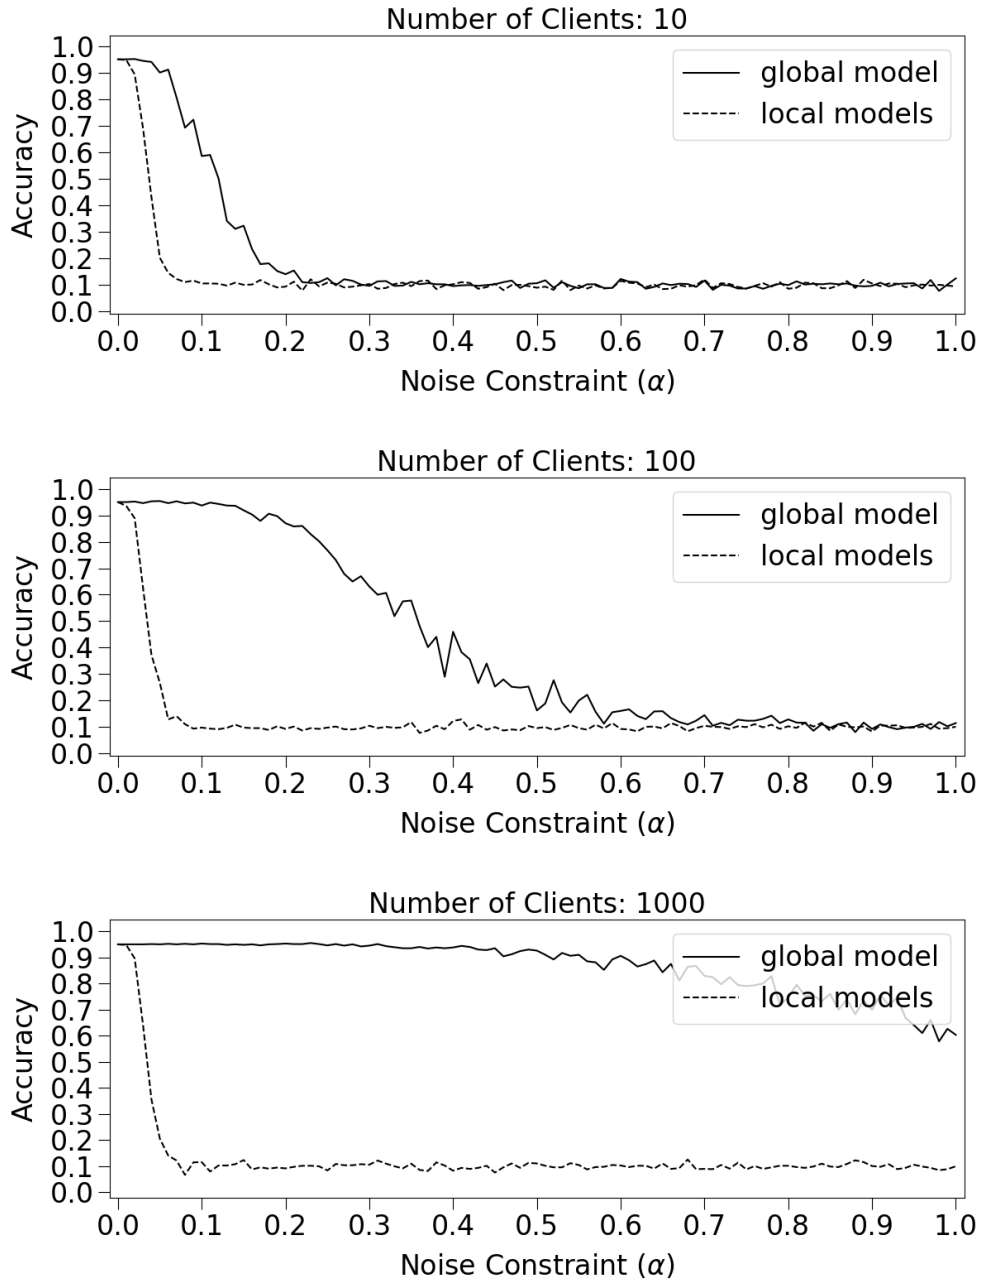 Number of Clients: 10
1.0
0.9
0.8
0.7
0.6
0.5
0.4
0.3
0.2
0.1
0.0
Accuracy
global model
local models
0.0 0.1 0.2 0.3 0.4 0.5 0.6 0.7 0.8 0.9 1.0
Noise Constraint (α)
Number of Clients: 100
1.0
0.9
0.8
0.7
0.6
0.5
0.4
0.3
0.2
0.1
0.0
Accuracy
global model
local models
0.0 0.1 0.2 0.3 0.4 0.5 0.6 0.7 0.8 0.9 1.0
Noise Constraint (α)
Number of Clients: 1000
1.0
0.9
0.8
0.7
0.6
0.5
0.4
0.3
0.2
0.1
0.0
Accuracy
global model
local models
0.0 0.1 0.2 0.3 0.4 0.5 0.6 0.7 0.8 0.9 1.0
Noise Constraint (α)